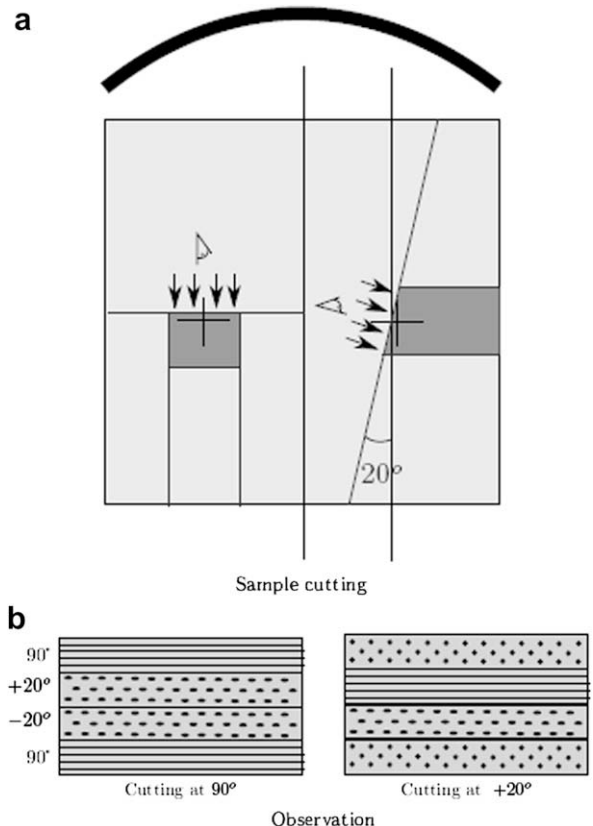 a
20°
Sample cutting
b
90°
+20°
−20°
90°
Cutting at 90°
Cutting at +20°
Observation